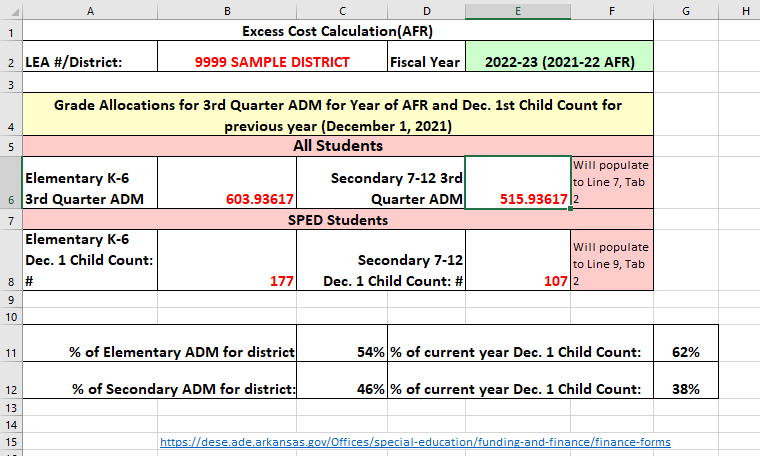 A B C D E F G H
1 Excess Cost Calculation(AFR)
2 LEA #/District: 9999 SAMPLE DISTRICT Fiscal Year 2022-23 (2021-22 AFR)
3
Grade Allocations for 3rd Quarter ADM for Year of AFR and Dec. 1st Child Count for
4 previous year (December 1, 2021)
5 All Students
Elementary K-6 Secondary 7-12 3rd Will populate
to Line 7, Tab
6 3rd Quarter ADM 603.93617 Quarter ADM 515.93617 2
7 SPED Students
Elementary K-6
Dec. 1 Child Count: Secondary 7-12 Will populate
to Line 9, Tab
8 # 177 Dec. 1 Child Count: # 107 2
9
10
11 % of Elementary ADM for district 54% % of current year Dec. 1 Child Count: 62%
12 % of Secondary ADM for district: 46% % of current year Dec. 1 Child Count: 38%
13
14
15 https://dese.ade.arkansas.gov/Offices/special-education/funding-and-finance/finance-forms